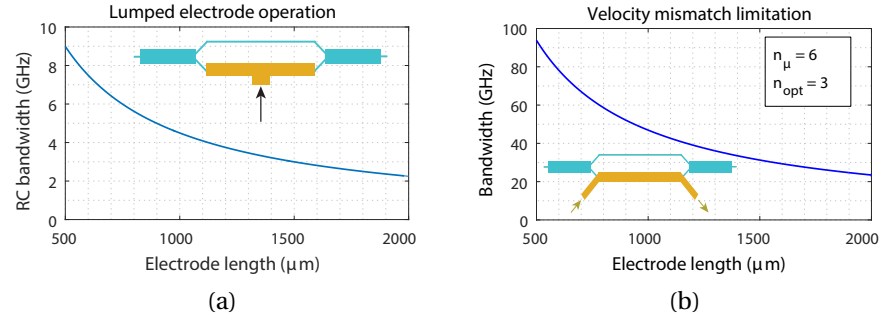 Lumped electrode operation
10
8
6
4
2
0
RC bandwidth (GHz)
500 1000 1500 2000
Electrode length (μm)
(a)
Velocity mismatch limitation
100
80
60
40
20
0
Bandwidth (GHz)
n_μ = 6
n_opt = 3
500 1000 1500 2000
Electrode length (μm)
(b)